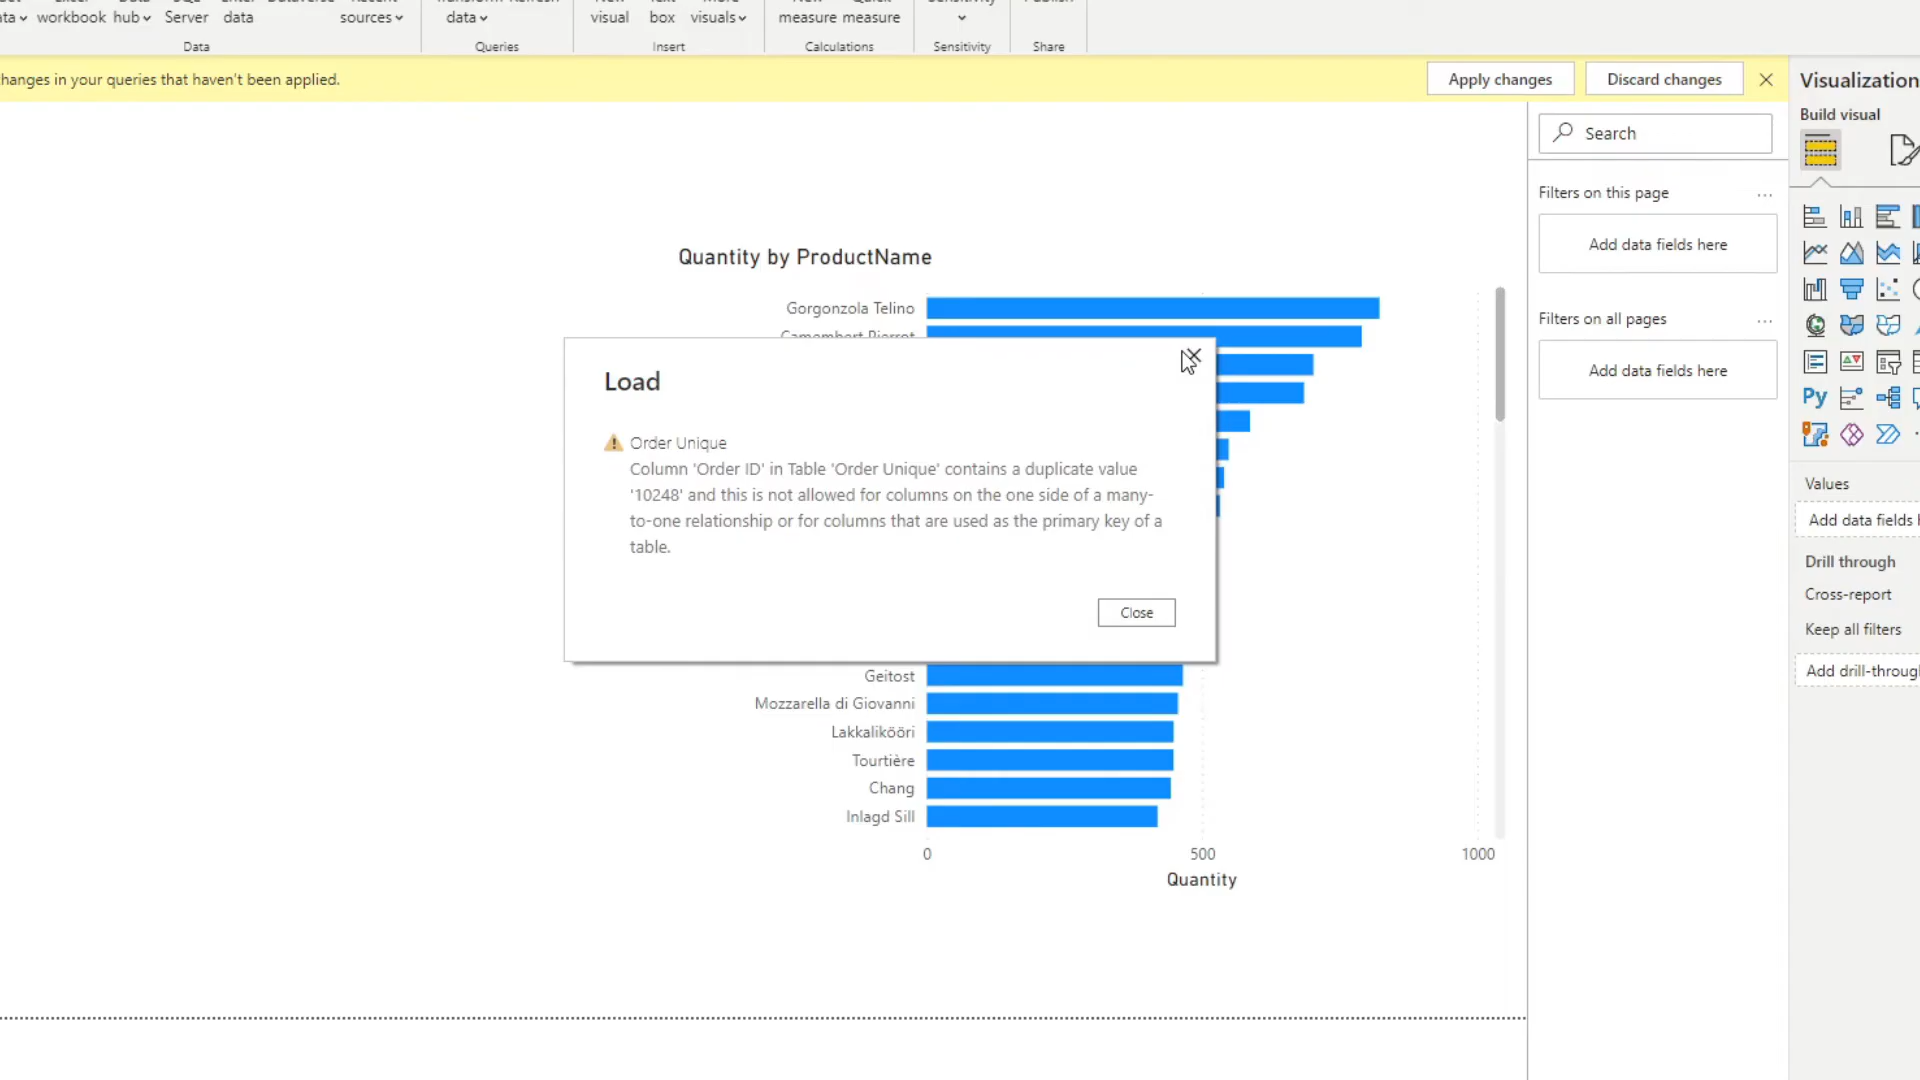 workbook hub Server data sources data visual box visuals measure measure
Data Queries Insert Calculations Sensitivity Share
hanges in your queries that haven't been applied. Apply changes Discard changes
Visualization
Build visual
Search
Filters on this page ...
Add data fields here
Filters on all pages ...
Add data fields here
Py
Values
Add data fields
Drill through
Cross-report
Keep all filters
Add drill-throug
Quantity by ProductName
Gorgonzola Telino
Camembert Pierrot
Load
Order Unique
Column 'Order ID' in Table 'Order Unique' contains a duplicate value
'10248' and this is not allowed for columns on the one side of a many-
to-one relationship or for columns that are used as the primary key of a
table.
Close
Geitost
Mozzarella di Giovanni
Lakkalikööri
Tourtière
Chang
Inlagd Sill
0 500 1000
Quantity